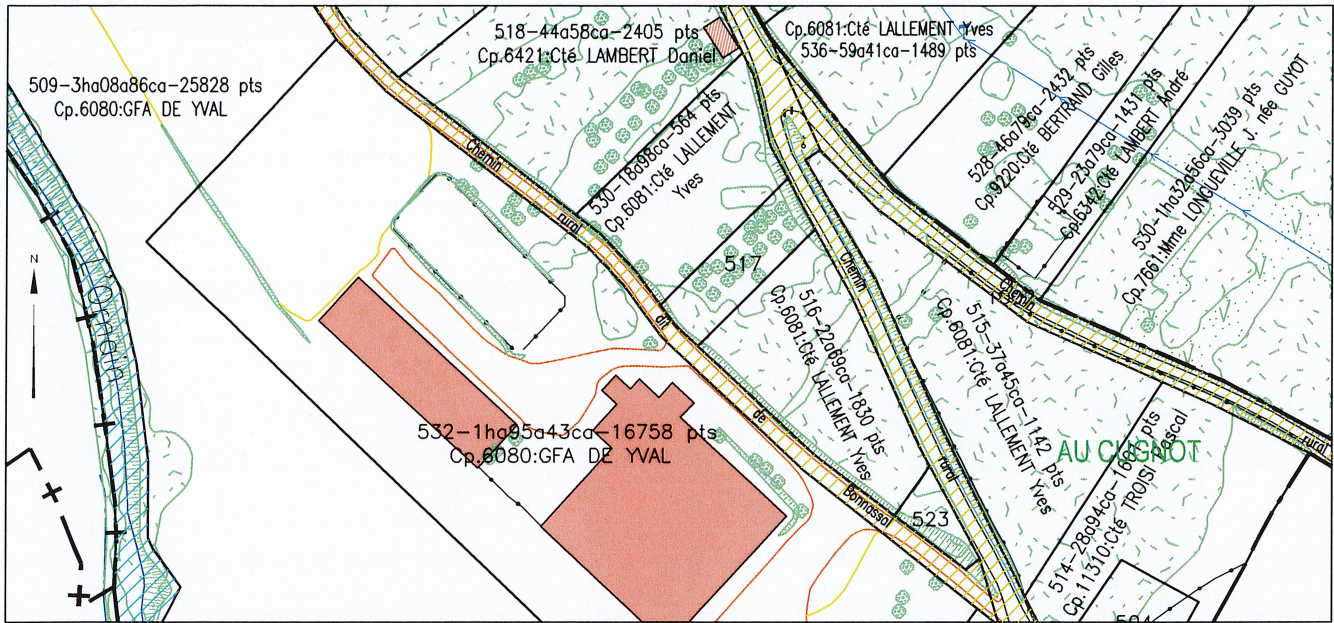 509-3ha08a86ca-25828 pts
Cp.6080:GFA DE YVAL
518-44a58ca-2405 pts
Cp.6421:Cté LAMBERT Daniel
Cp.6081:Cté LALLEMENT Yves
536-59a41ca-1489 pts
530-18a98ca-564 pts
Cp.6081:Cté LALLEMENT
Yves
528-46a79ca-2432 pts
Cp.9220:Cté BERTRAND Gilles
529-23a79ca-1437 pts
Cp.6342:Cté LAMBERT André
530-1ha32a56ca-3039 pts
Cp.7661:Mme LONQUEVILLE J. née GUYOT
N
Orceuil
Chemin
rural
dit
de
Bonnassal
517
516-22a69ca-1830 pts
Cp.6081:Cté LALLEMENT Yves
Chemin
rural
515-37a45ca-1142 pts
Cp.6081:Cté LALLEMENT Yves
Chemin
rural
532-1ha95a43ca-16758 pts
Cp.6080:GFA DE YVAL
AU CUGNOT
523
514-28a94ca- pts
Cp.11310:Cté TROISI Pascal